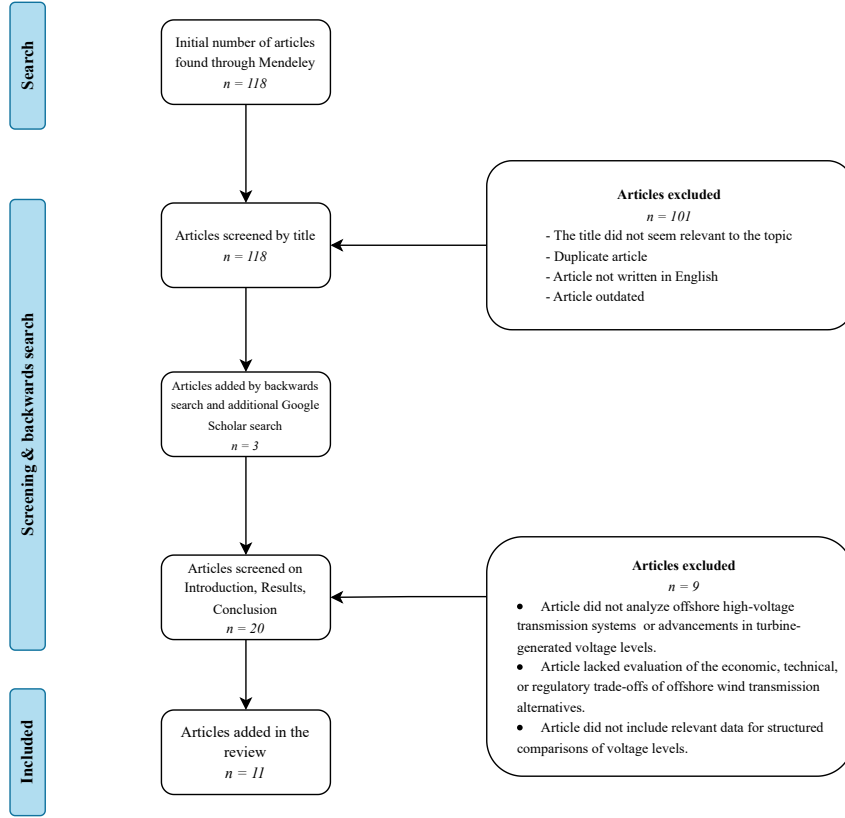 Search
Initial number of articles
found through Mendeley
n = 118
Screening & backwards search
Articles screened by title
n = 118
Articles excluded
n = 101
- The title did not seem relevant to the topic
- Duplicate article
- Article not written in English
- Article outdated
Articles added by backwards
search and additional Google
Scholar search
n = 3
Articles screened on
Introduction, Results,
Conclusion
n = 20
Articles excluded
n = 9
● Article did not analyze offshore high-voltage
transmission systems or advancements in turbine-
generated voltage levels.
● Article lacked evaluation of the economic, technical,
or regulatory trade-offs of offshore wind transmission
alternatives.
● Article did not include relevant data for structured
comparisons of voltage levels.
Included
Articles added in the
review
n = 11